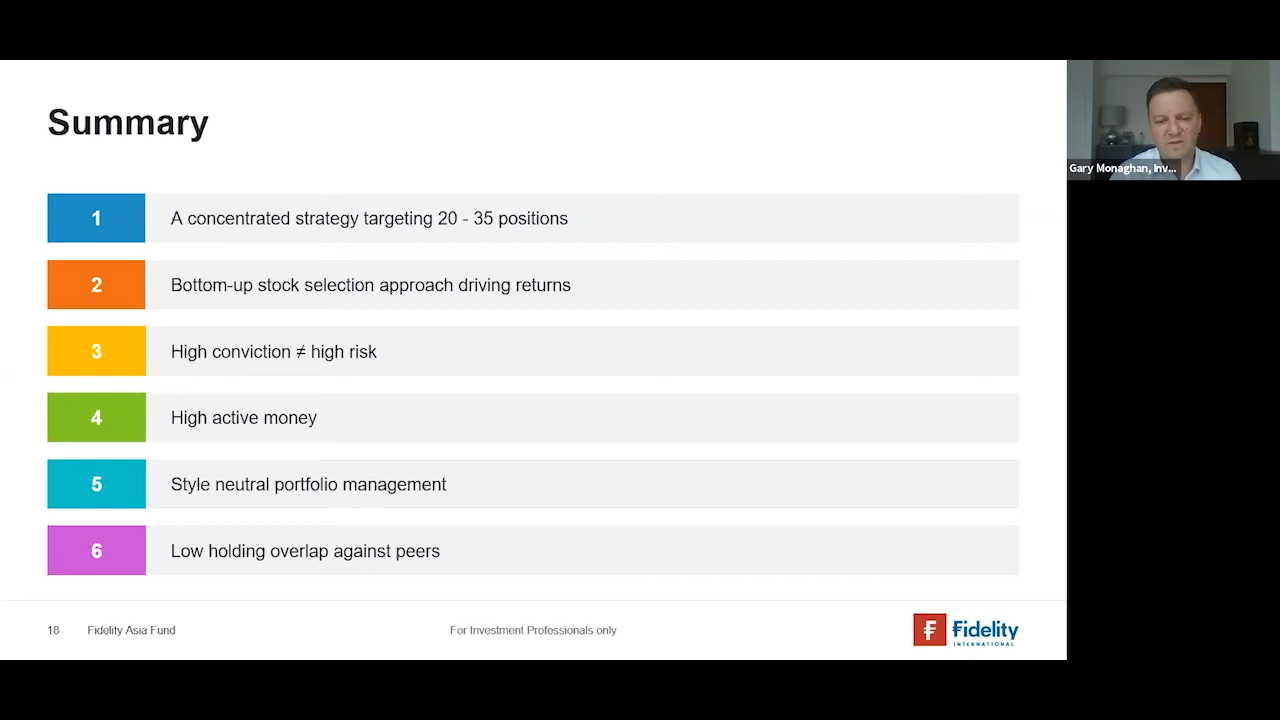 Summary
Gary Monaghan, Inv...
1 A concentrated strategy targeting 20 - 35 positions
2 Bottom-up stock selection approach driving returns
3 High conviction ≠ high risk
4 High active money
5 Style neutral portfolio management
6 Low holding overlap against peers
18 Fidelity Asia Fund For Investment Professionals only
Fidelity
INTERNATIONAL